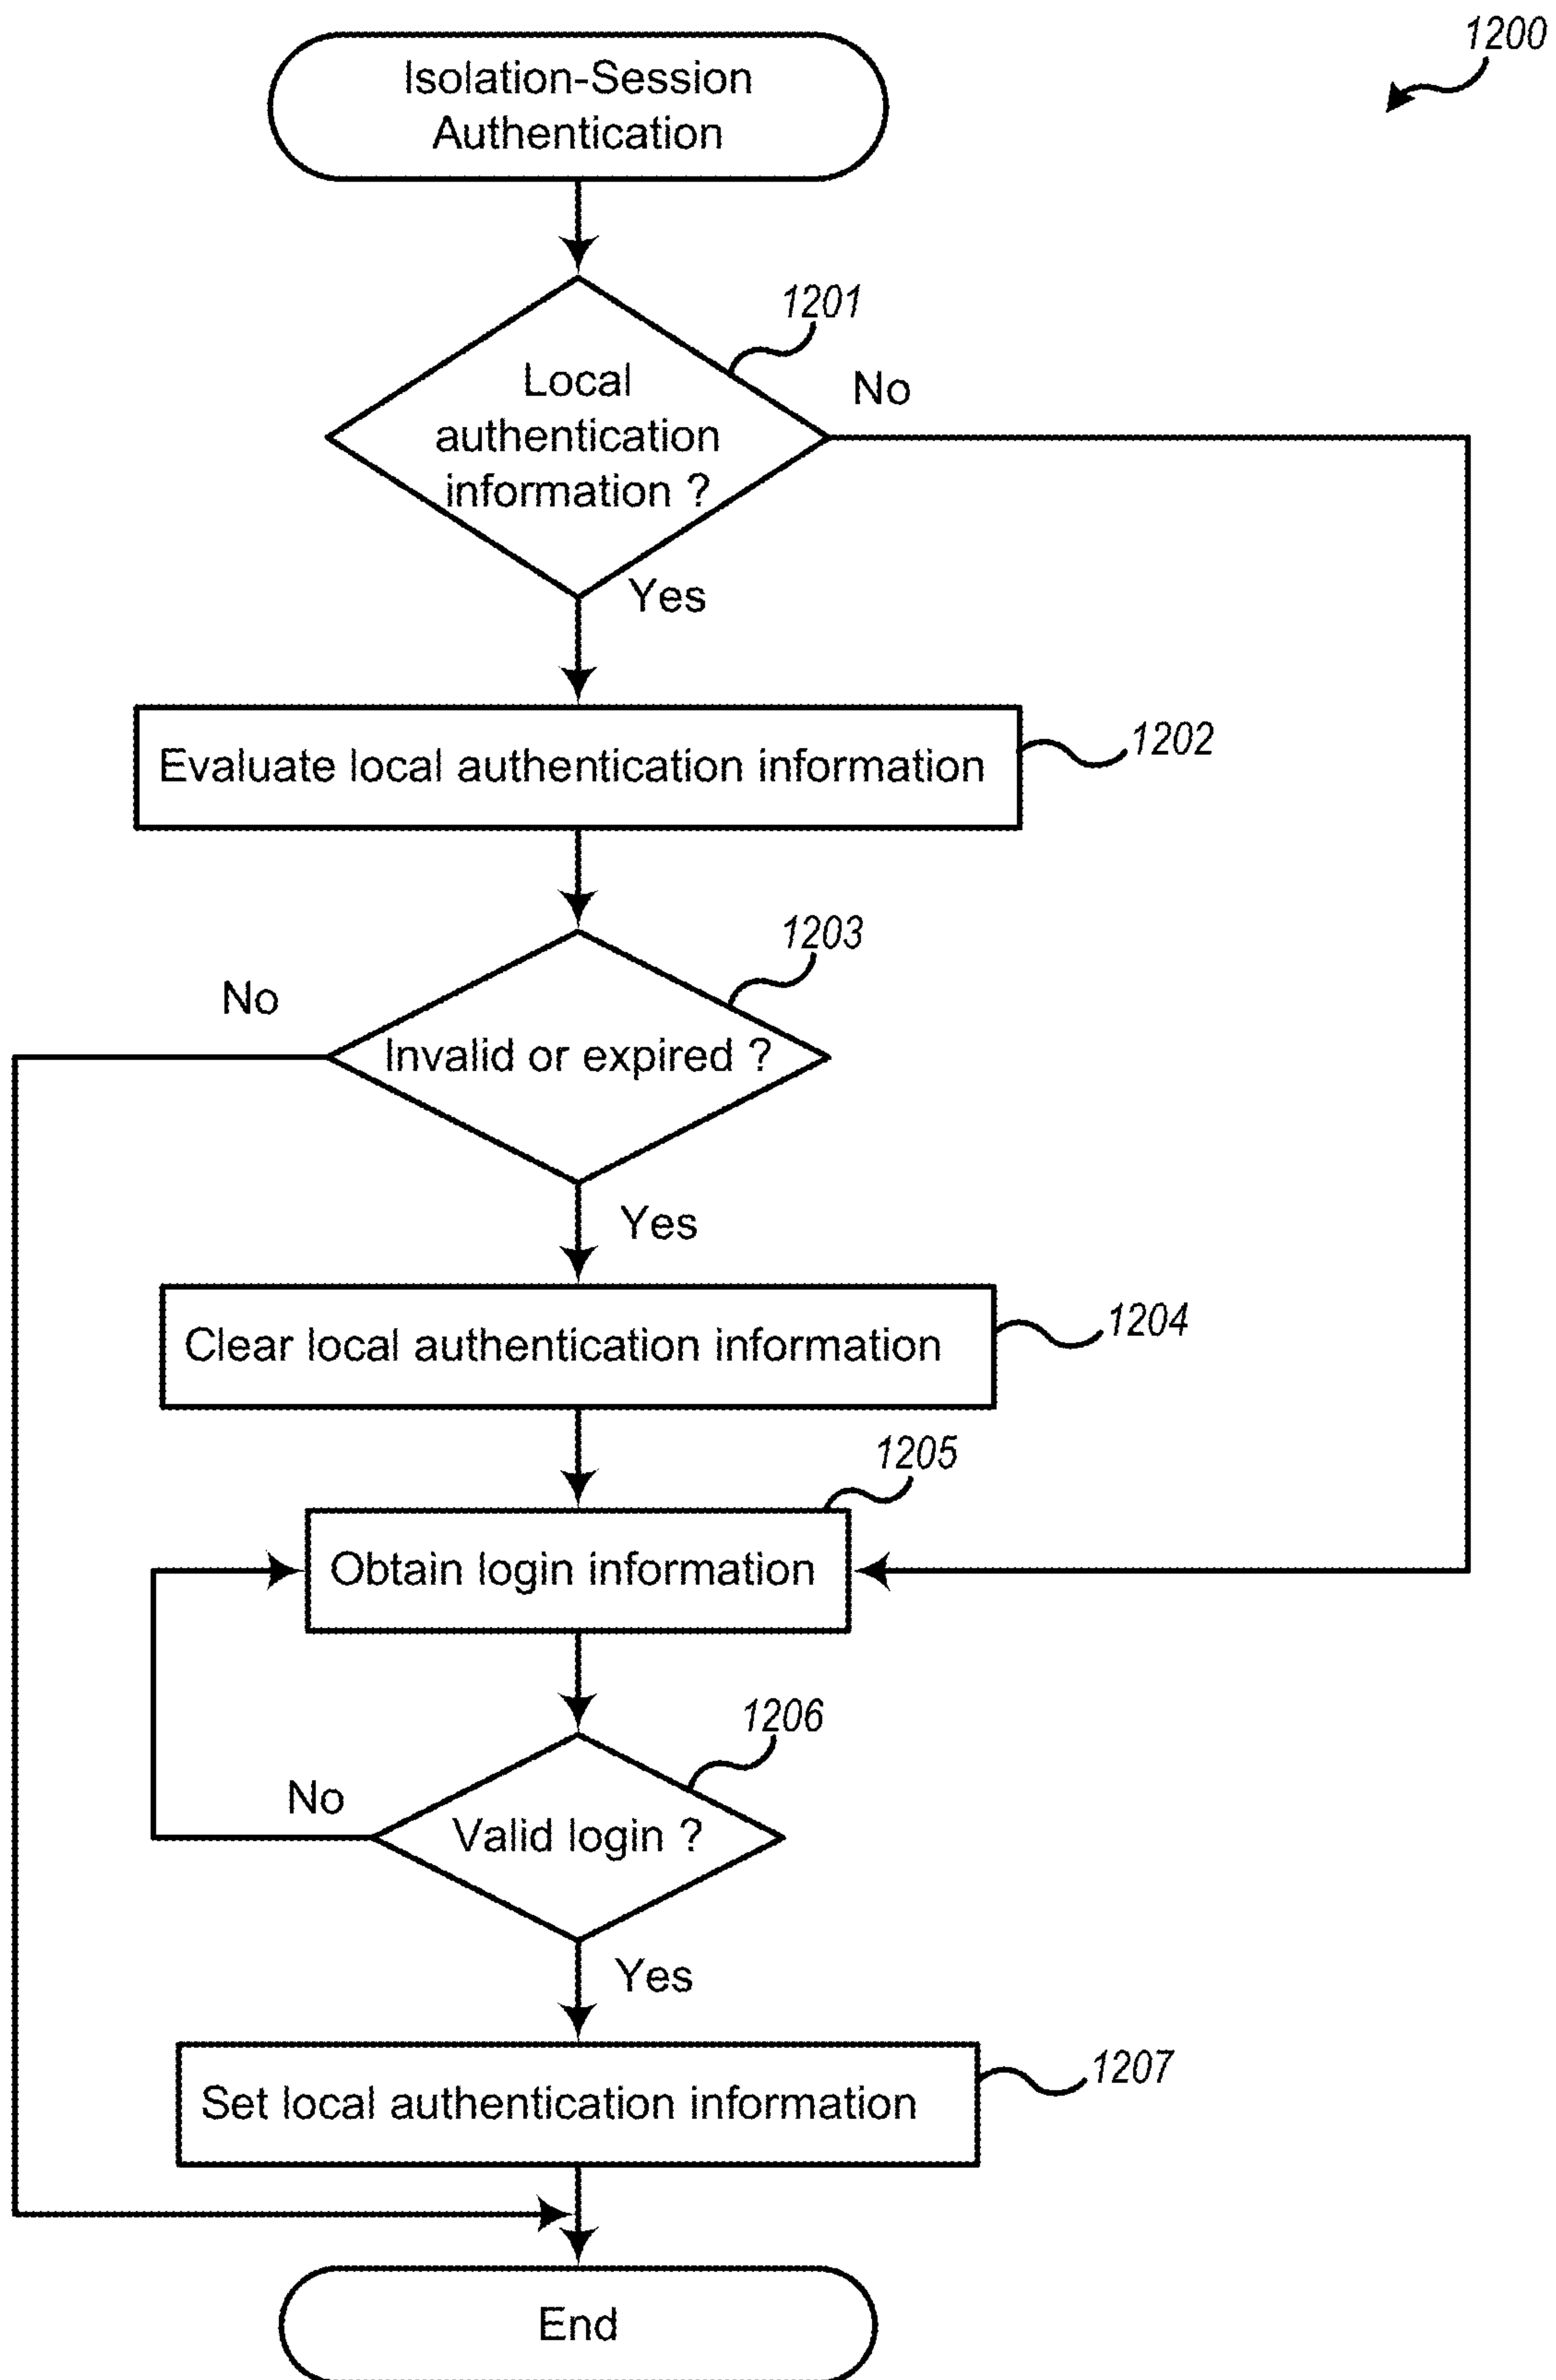 1200
Isolation-Session
Authentication
1201
Local
authentication
information ?
No
Yes
Evaluate local authentication information
1202
1203
No
Invalid or expired ?
Yes
Clear local authentication information
1204
1205
Obtain login information
1206
No
Valid login ?
Yes
Set local authentication information
1207
End